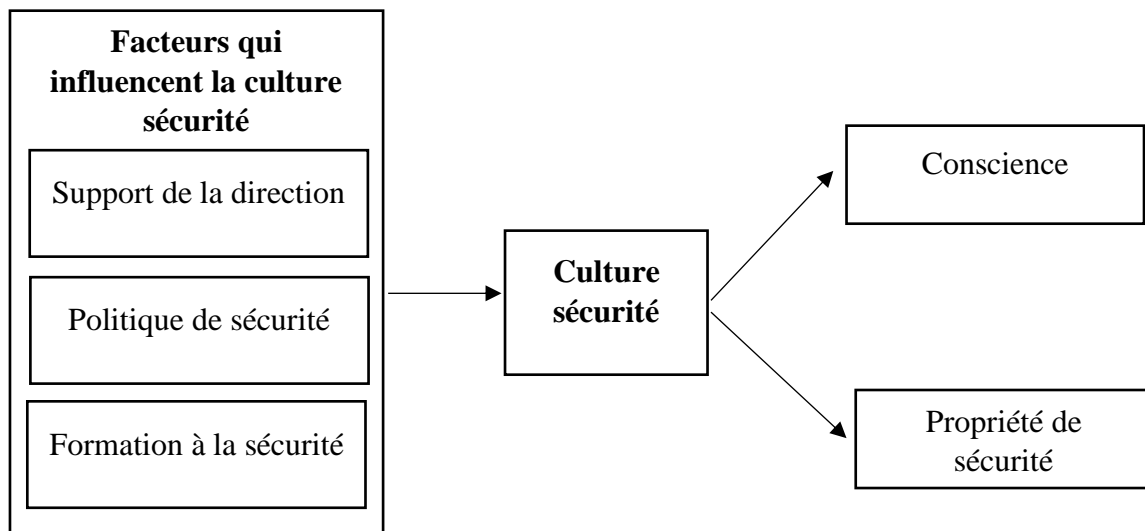 Facteurs qui
influencent la culture
sécurité
Support de la direction
Politique de sécurité
Formation à la sécurité
Culture
sécurité
Conscience
Propriété de
sécurité